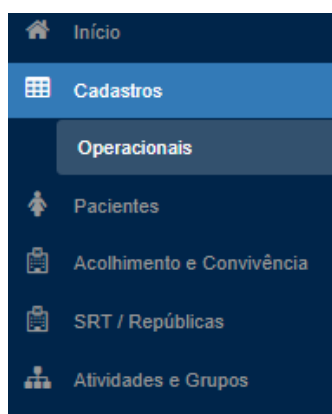 Início
Cadastros
Operacionais
Pacientes
Acolhimento e Convivência
SRT / Repúblicas
Atividades e Grupos